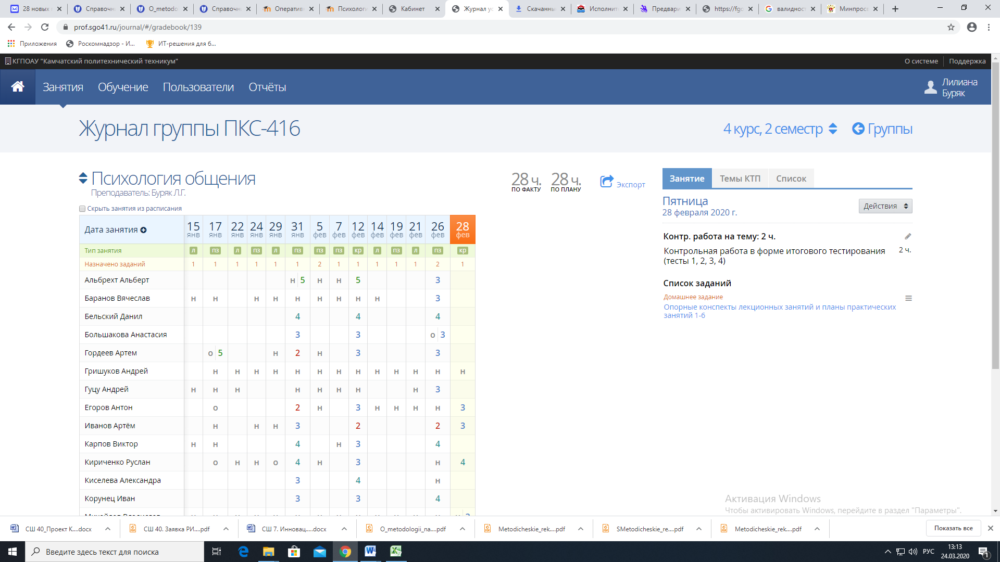 28 новых п
Справочн
O_metodo
Справочн
Оператив
Психологи
Кабинет
Журнал ус
Скачанны
Исполнит
Предвари
https://fgo
валидност
Минпросв
prof.sgo41.ru/journal/#/gradebook/139
Приложения
Роскомнадзор - И...
ИТ-решения для б...
КГПОАУ "Камчатский политехнический техникум"
О системе
Поддержка
Занятия
Обучение
Пользователи
Отчёты
Лилиана
Буряк
Журнал группы ПКС-416
4 курс, 2 семестр
Группы
Психология общения
Преподаватель: Буряк Л.Г.
28 ч.
ПО ФАКТУ
28 ч.
ПО ПЛАНУ
Экспорт
Скрыть занятия из расписания
Дата занятия 15 янв 17 янв 22 янв 24 янв 29 янв 31 янв 5 фев 7 фев 12 фев 14 фев 19 фев 21 фев 26 фев 28 фев
Тип занятия л пз л пз л пз пз пз кр л пз л пз кр
Назначено заданий 1 1 1 1 1 1 2 1 1 1 1 1 2 1
Альбрехт Альберт н 5 н н 5 3
Баранов Вячеслав н н н н н н н н н 3
Бельский Данил 4 4 4
Большакова Анастасия 3 3 о 3
Гордеев Артем о 5 н 2 н 3 3
Гришуков Андрей н н н н н н н н н н н н н
Гуцу Андрей н н н н н н н н 3
Егоров Антон о 2 н 3 н н н н 3
Иванов Артём н н н 3 2 2 3
Карпов Виктор н н 4 н 3 4
Кириченко Руслан о н н о 4 н 3 н 4
Киселева Александра 3 4 н
Корунец Иван 3 3 4
Занятие
Темы КТП
Список
Пятница
28 февраля 2020 г.
Действия
Контр. работа на тему: 2 ч.
Контрольная работа в форме итогового тестирования 2 ч.
(тесты 1, 2, 3, 4)
Список заданий
Домашнее задание
Опорные конспекты лекционных занятий и планы практических
занятий 1-6
Активация Windows
Чтобы активировать Windows, перейдите в раздел "Параметры".
СШ 40_Проект К....docx
СШ 40. Заявка РИ....pdf
СШ 7. Инновац.....docx
O_metodologii_na....pdf
Metodicheskie_rek....pdf
SMetodicheskie_re....pdf
Metodicheskie_rek....pdf
Показать все
Введите здесь текст для поиска
РУС
13:13
24.03.2020
1